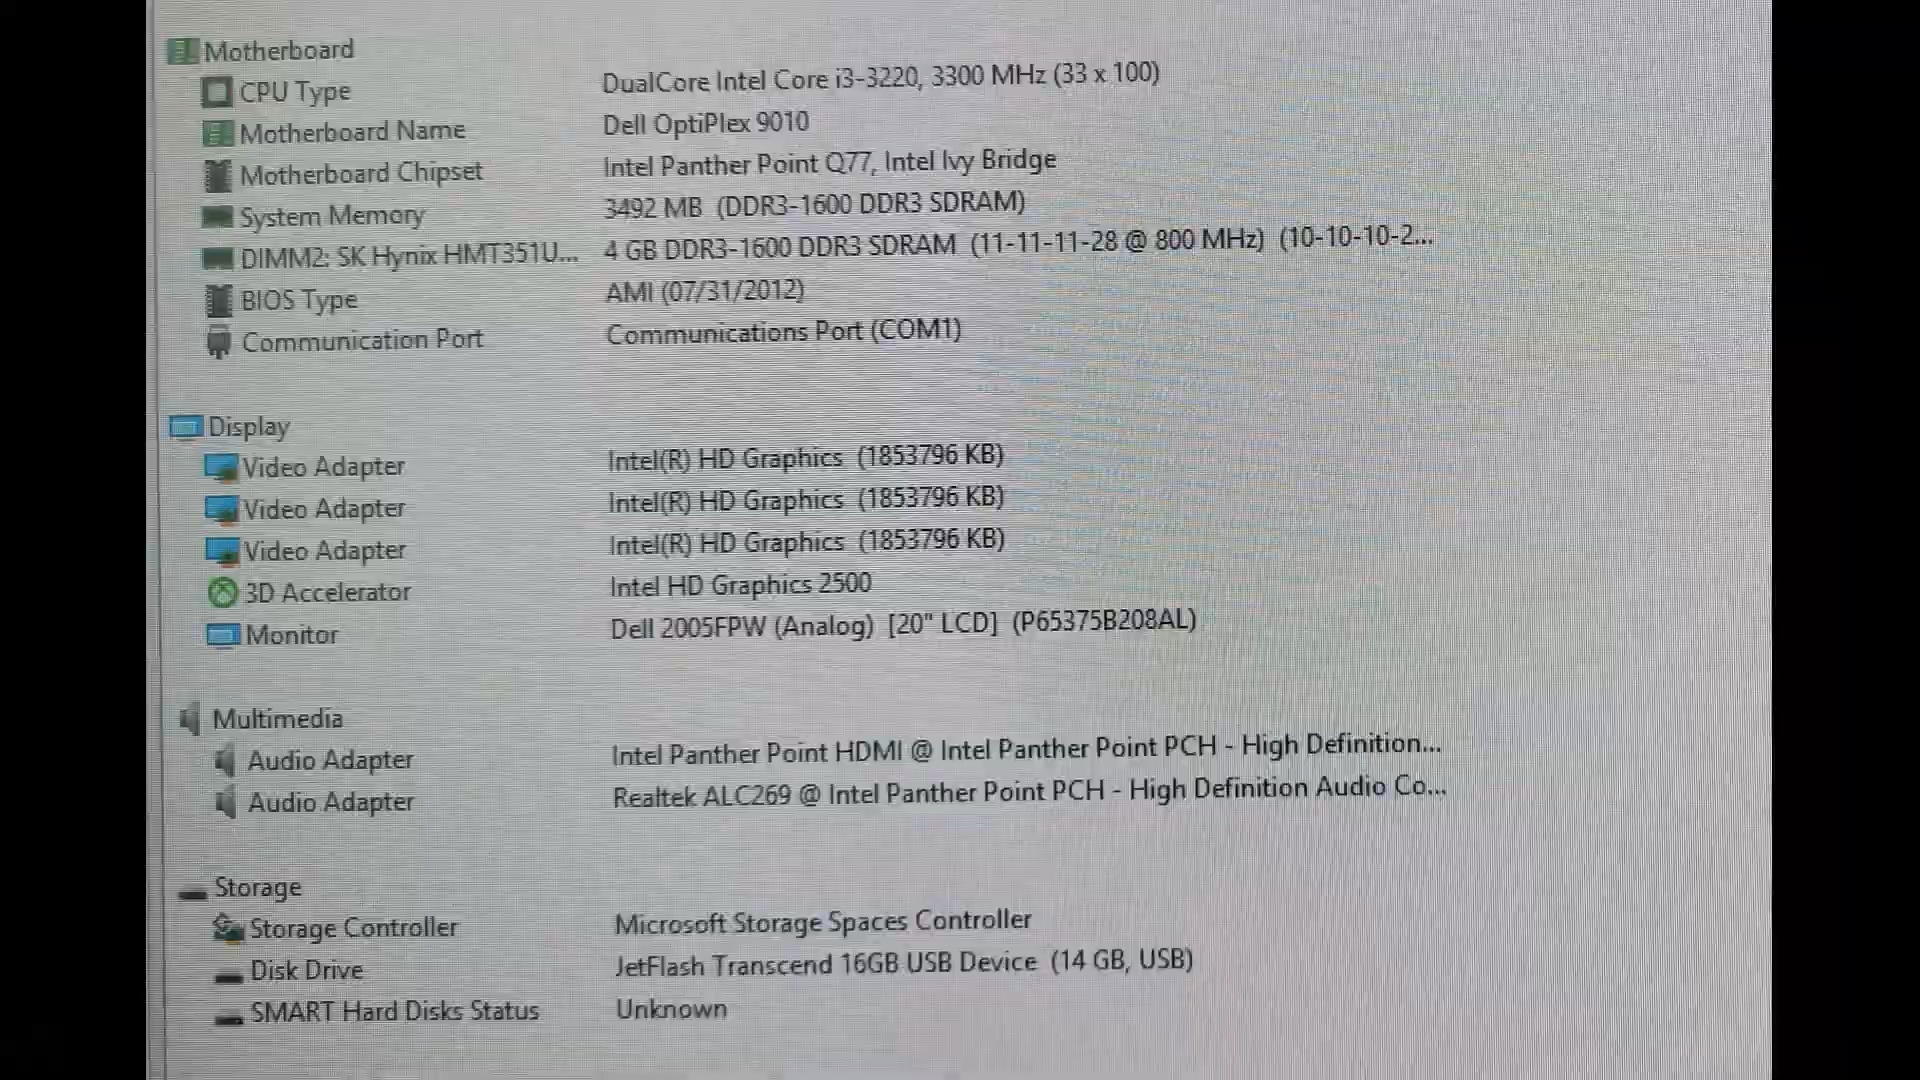 Motherboard
CPU Type DualCore Intel Core i3-3220, 3300 MHz (33 x 100)
Motherboard Name Dell OptiPlex 9010
Motherboard Chipset Intel Panther Point Q77, Intel Ivy Bridge
System Memory 3492 MB (DDR3-1600 DDR3 SDRAM)
DIMM2: SK Hynix HMT351U... 4 GB DDR3-1600 DDR3 SDRAM (11-11-11-28 @ 800 MHz) (10-10-10-2...
BIOS Type AMI (07/31/2012)
Communication Port Communications Port (COM1)
Display
Video Adapter Intel(R) HD Graphics (1853796 KB)
Video Adapter Intel(R) HD Graphics (1853796 KB)
Video Adapter Intel(R) HD Graphics (1853796 KB)
3D Accelerator Intel HD Graphics 2500
Monitor Dell 2005FPW (Analog) [20" LCD] (P65375B208AL)
Multimedia
Audio Adapter Intel Panther Point HDMI @ Intel Panther Point PCH - High Definition...
Audio Adapter Realtek ALC269 @ Intel Panther Point PCH - High Definition Audio Co...
Storage
Storage Controller Microsoft Storage Spaces Controller
Disk Drive JetFlash Transcend 16GB USB Device (14 GB, USB)
SMART Hard Disks Status Unknown